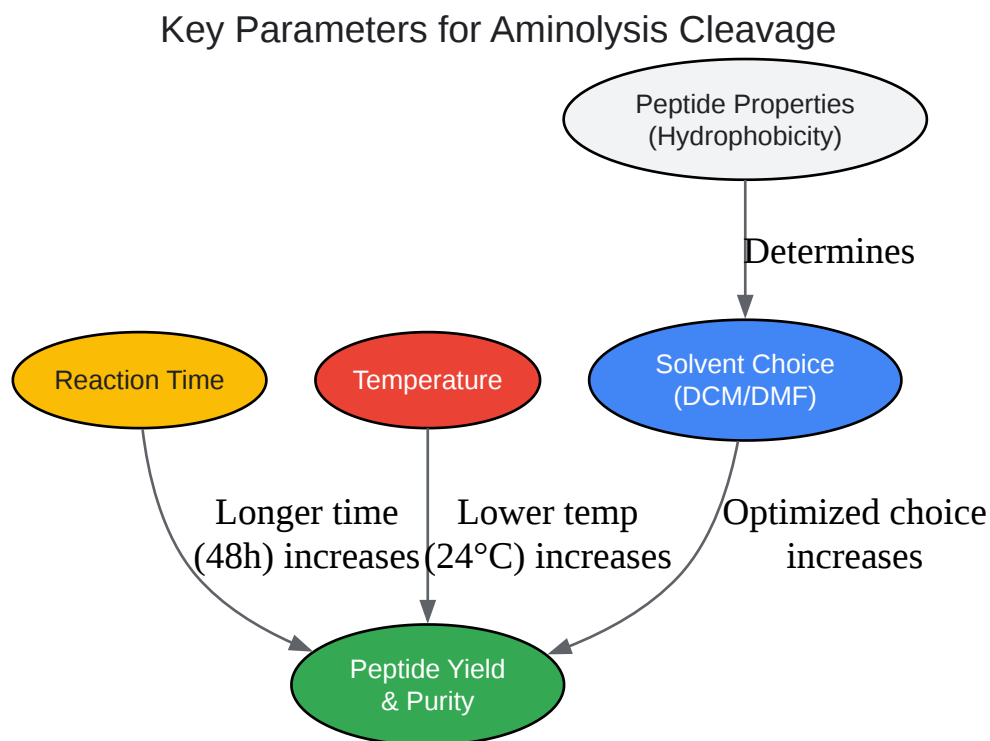 Key Parameters for Aminolysis Cleavage
Peptide Properties
(Hydrophobicity)
Determines
Reaction Time
Temperature
Solvent Choice
(DCM/DMF)
Longer time
(48h) increases
Lower temp
(24°C) increases
Optimized choice
increases
Peptide Yield
& Purity